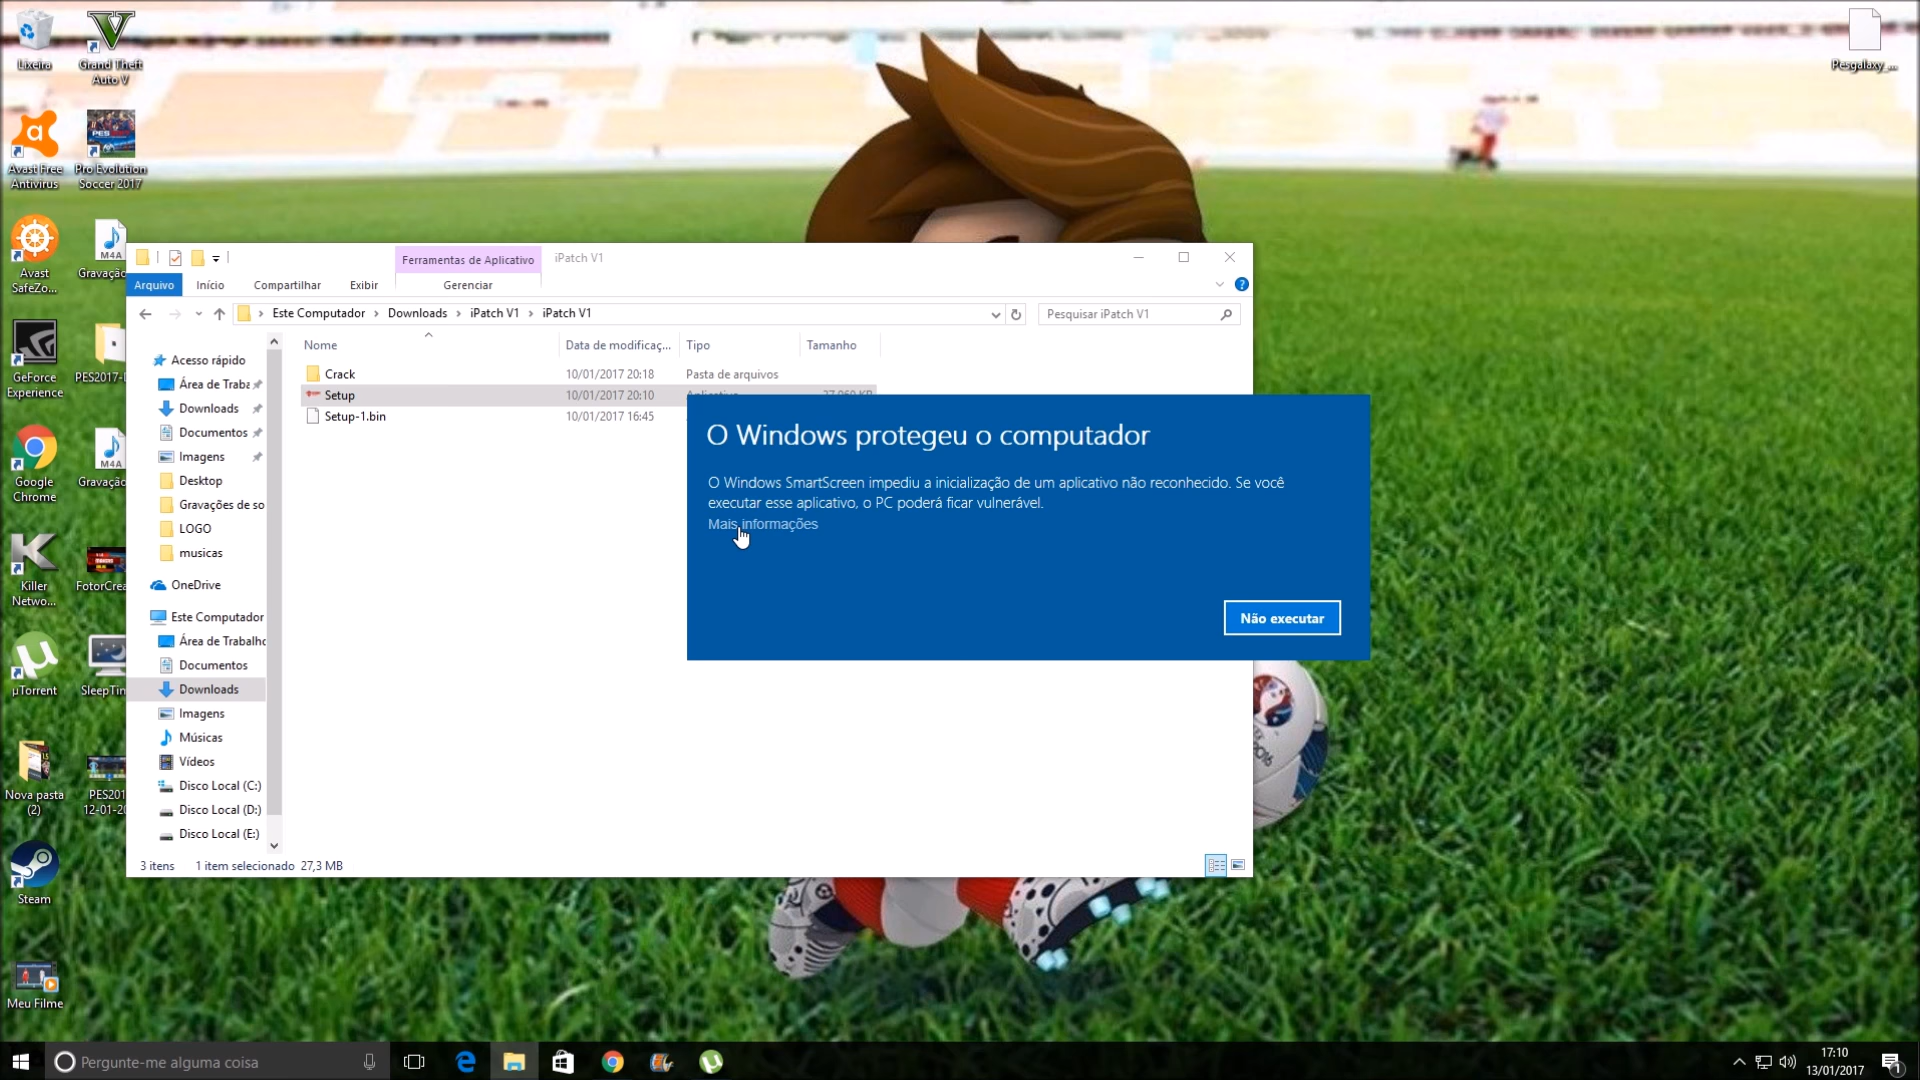 Lixeira
Grand Theft
Auto V
Avast Free
Antivirus
Pro Evolution
Soccer 2017
Avast
SafeZo...
M4A
Gravação
GeForce
Experience
Google
Chrome
M4A
Gravação
Killer
Netwo...
FotorCrea
µTorrent
SleepTim
Nova pasta
(2)
PES201
12-01-20
Steam
Meu Filme
Pesgalaxy_...
Ferramentas de Aplicativo
iPatch V1
Arquivo
Início
Compartilhar
Exibir
Gerenciar
Este Computador > Downloads > iPatch V1 > iPatch V1
Pesquisar iPatch V1
Nome
Data de modificaç...
Tipo
Tamanho
Crack
10/01/2017 20:18
Pasta de arquivos
Setup
10/01/2017 20:10
Setup-1.bin
10/01/2017 16:45
Acesso rápido
Área de Traba
Downloads
Documentos
Imagens
Desktop
Gravações de so
LOGO
musicas
OneDrive
Este Computador
Área de Trabalho
Documentos
Downloads
Imagens
Músicas
Vídeos
Disco Local (C:)
Disco Local (D:)
Disco Local (E:)
3 itens
1 item selecionado 27,3 MB
O Windows protegeu o computador
O Windows SmartScreen impediu a inicialização de um aplicativo não reconhecido. Se você
executar esse aplicativo, o PC poderá ficar vulnerável.
Mais informações
Não executar
Pergunte-me alguma coisa
17:10
13/01/2017
1